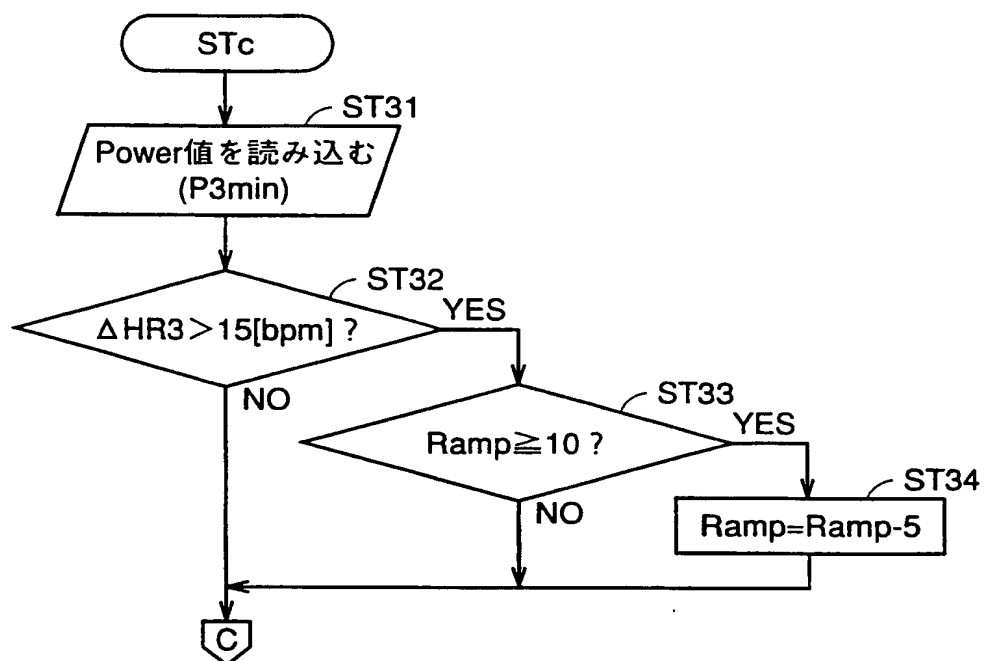 STc
ST31
Power値を読み込む
(P3min)
ST32
ΔHR3>15[bpm] ?
YES
NO
ST33
Ramp≧10 ?
YES
NO
ST34
Ramp=Ramp-5
C